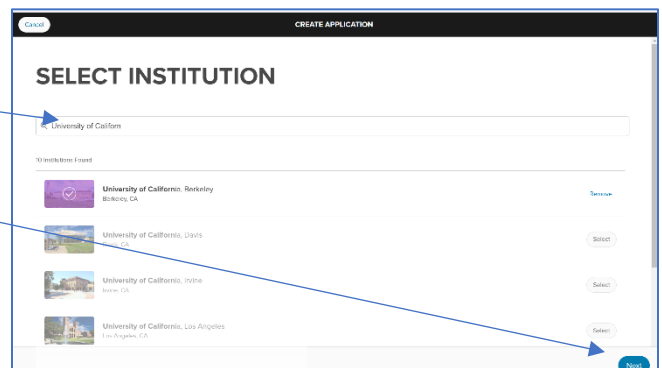 Cancel
CREATE APPLICATION
SELECT INSTITUTION
University of Californ
10 Institutions Found
University of California, Berkeley
Berkeley, CA
Remove
University of California, Davis
Davis, CA
Select
University of California, Irvine
Irvine, CA
Select
University of California, Los Angeles
Los Angeles, CA
Select
Next